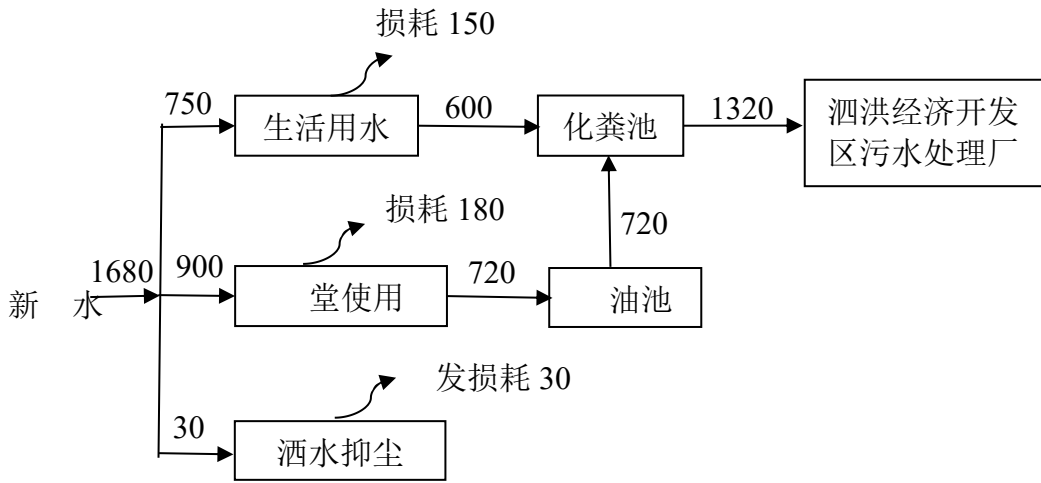 损耗 150
750
生活用水
600
化粪池
1320
泗洪经济开发
区污水处理厂
损耗 180
720
新 水
1680
900
堂使用
720
油池
发损耗 30
30
洒水抑尘